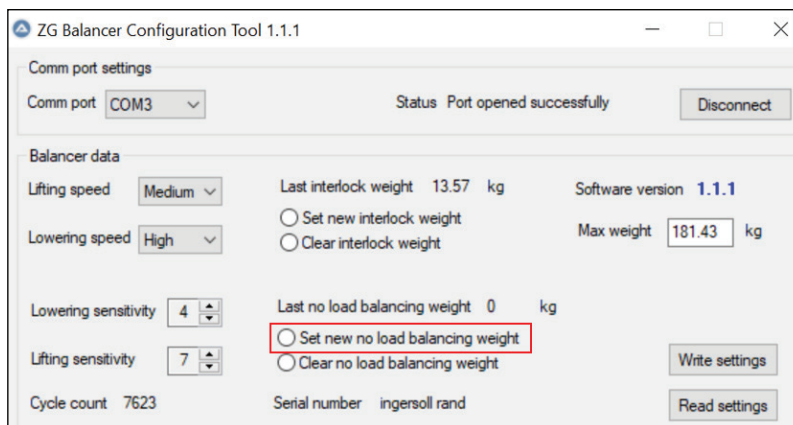 ZG Balancer Configuration Tool 1.1.1
Comm port settings
Comm port COM3 Status Port opened successfully Disconnect
Balancer data
Lifting speed Medium Last interlock weight 13.57 kg Software version 1.1.1
Set new interlock weight
Lowering speed High Clear interlock weight Max weight 181.43 kg
Lowering sensitivity 4 Last no load balancing weight 0 kg
Set new no load balancing weight
Lifting sensitivity 7 Clear no load balancing weight Write settings
Cycle count 7623 Serial number ingersoll rand Read settings